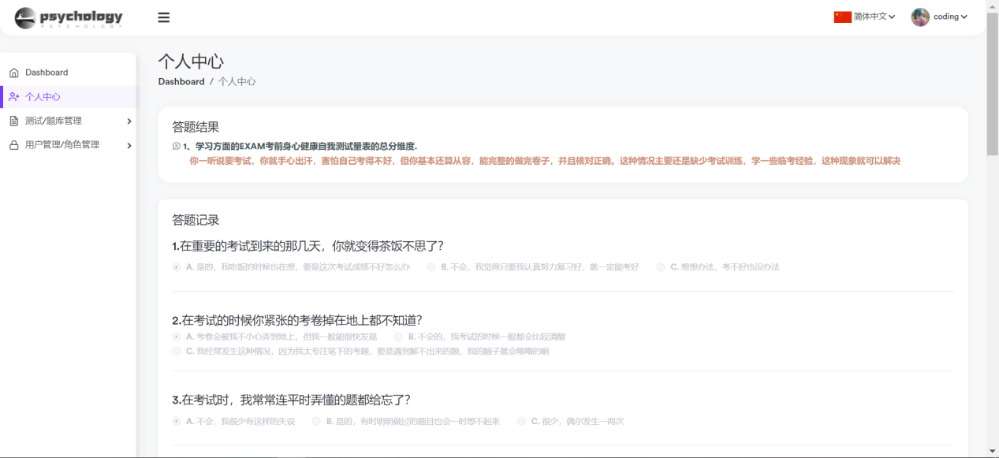 psychology
PSYCHOLOGY
简体中文
coding
Dashboard
个人中心
测试/题库管理
用户管理/角色管理
个人中心
Dashboard / 个人中心
答题结果
1、学习方面的EXAM考前身心健康自我测试量表的总分维度.
你一听说要考试，你就手心出汗，害怕自己考得不好，但你基本还算从容，能完整的做完卷子，并且核对正确。这种情况主要还是缺少考试训练，学一些临考经验，这种现象就可以解决
答题记录
1.在重要的考试到来的那几天，你就变得茶饭不思了？
A. 是的，我吃饭的时候也在想，要是这次考试成绩不好怎么办 B. 不会，我觉得只要我认真努力复习好，就一定能考好 C. 想想办法，考不好也没办法
2.在考试的时候你紧张的考卷掉在地上都不知道？
A. 考卷会被我不小心弄到地上，但我一般能很快发现 B. 不会的，我考试的时候一般都会比较清醒
C. 我经常发生这种情况，因为我太专注笔下的考题，要是遇到解不出来的题，我的脑子就会嗡嗡的响
3.在考试时，我常常连平时弄懂的题都给忘了？
A. 不会，我很少有这样的失误 B. 是的，有时明明做过的题目也会一时想不起来 C. 很少，偶尔发生一两次